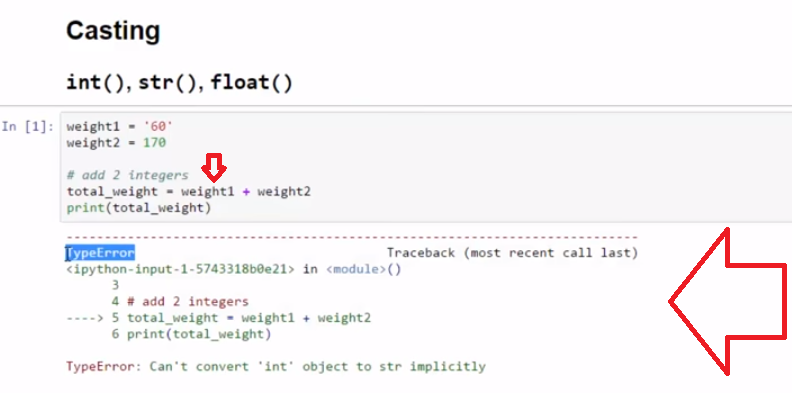 Casting
int(), str(), float()
In [1]: weight1 = '60'
weight2 = 170
# add 2 integers
total_weight = weight1 + weight2
print(total_weight)
---------------------------------------------------------------------------
TypeError Traceback (most recent call last)
<ipython-input-1-5743318b0e21> in <module>()
3
4 # add 2 integers
----> 5 total_weight = weight1 + weight2
6 print(total_weight)
TypeError: Can't convert 'int' object to str implicitly